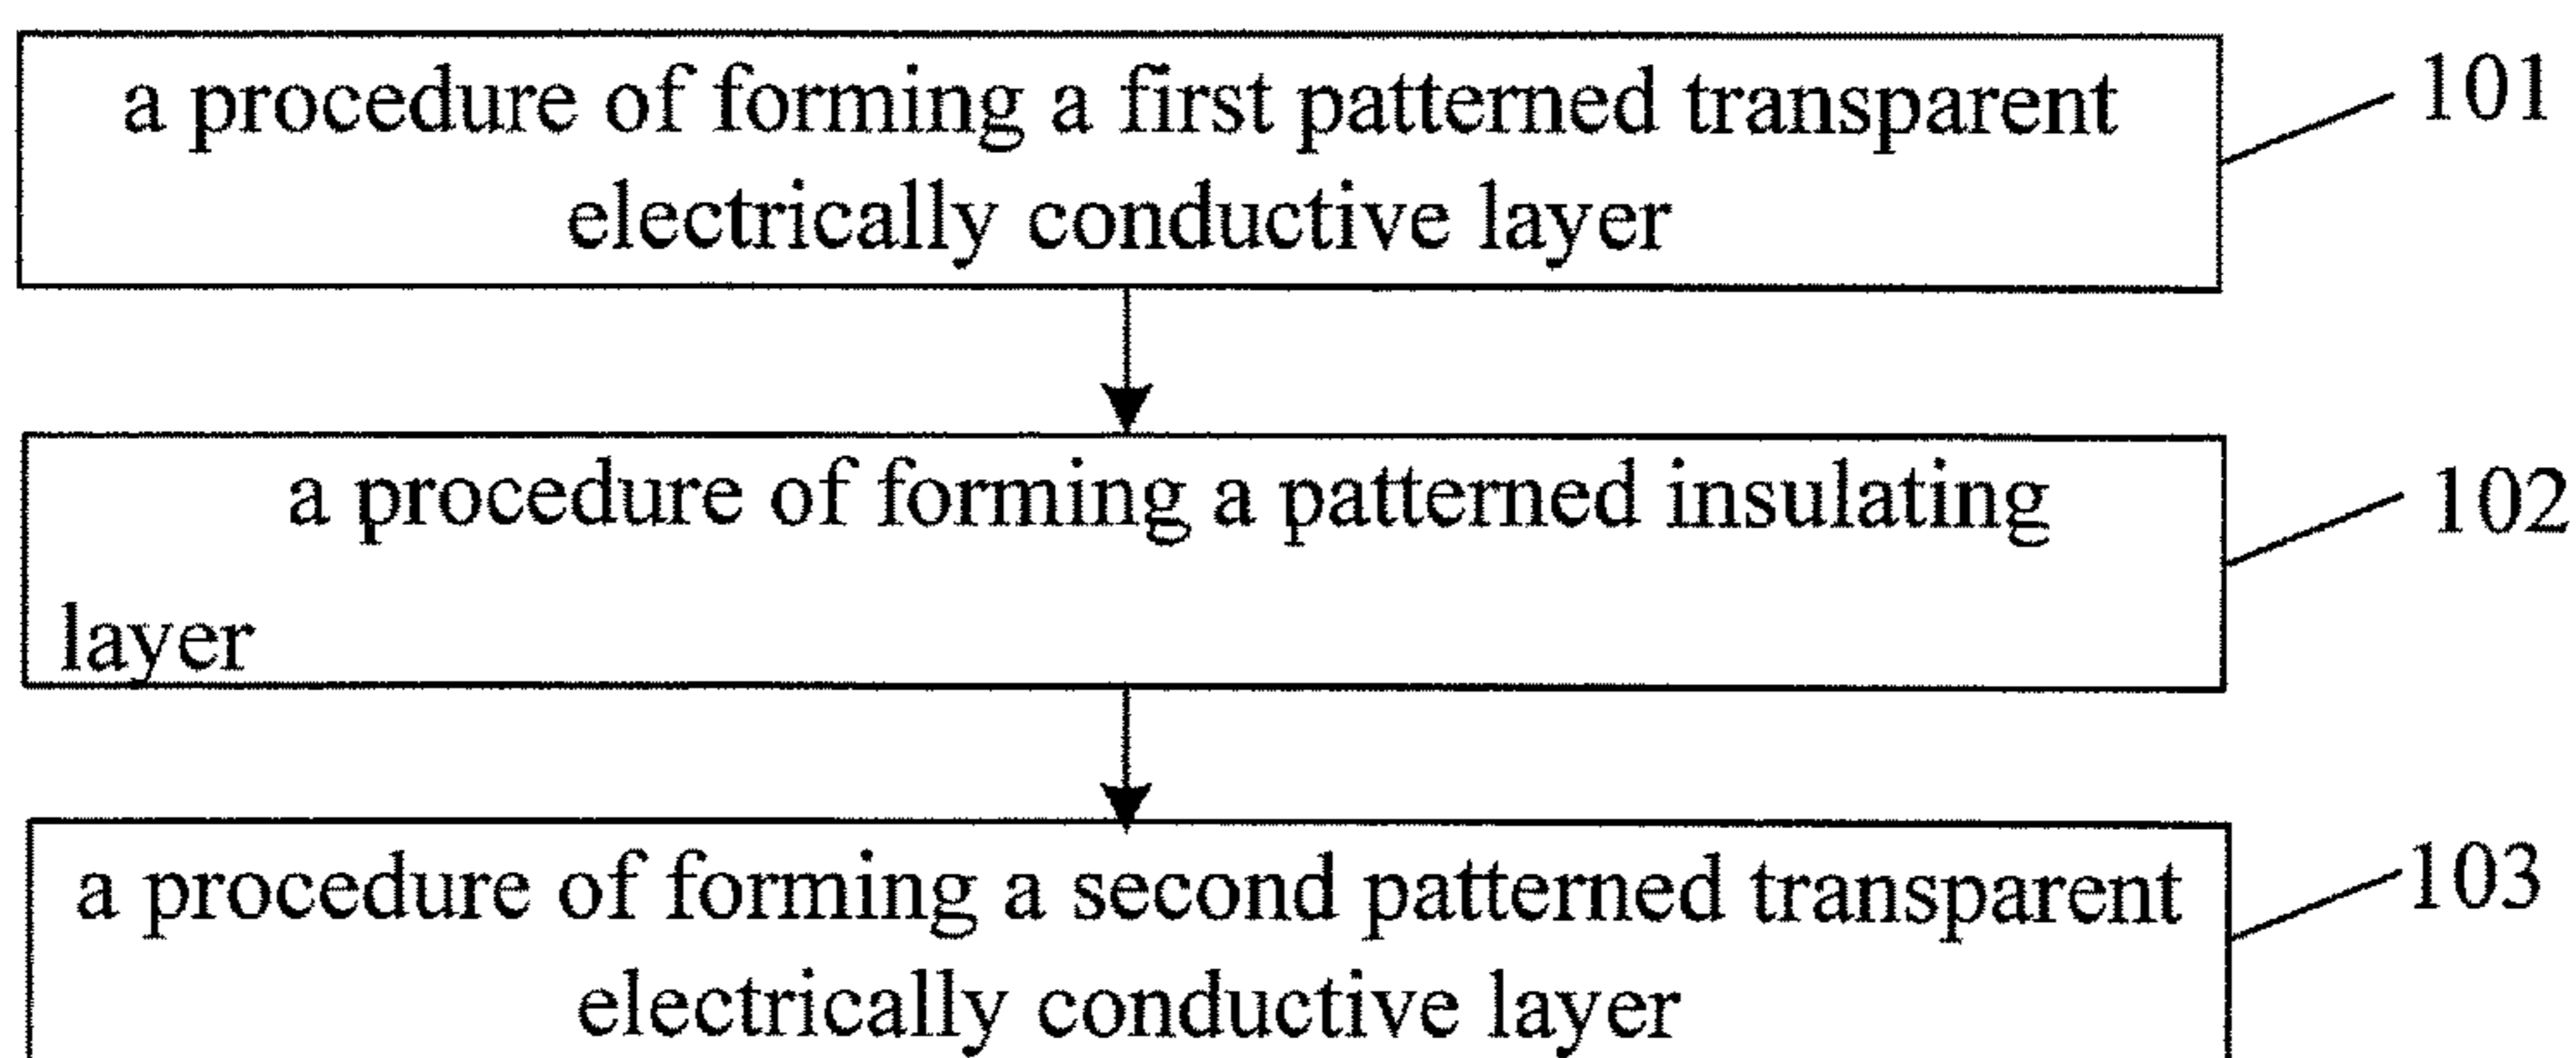 a procedure of forming a first patterned transparent
electrically conductive layer
101
a procedure of forming a patterned insulating
layer
102
a procedure of forming a second patterned transparent
electrically conductive layer
103